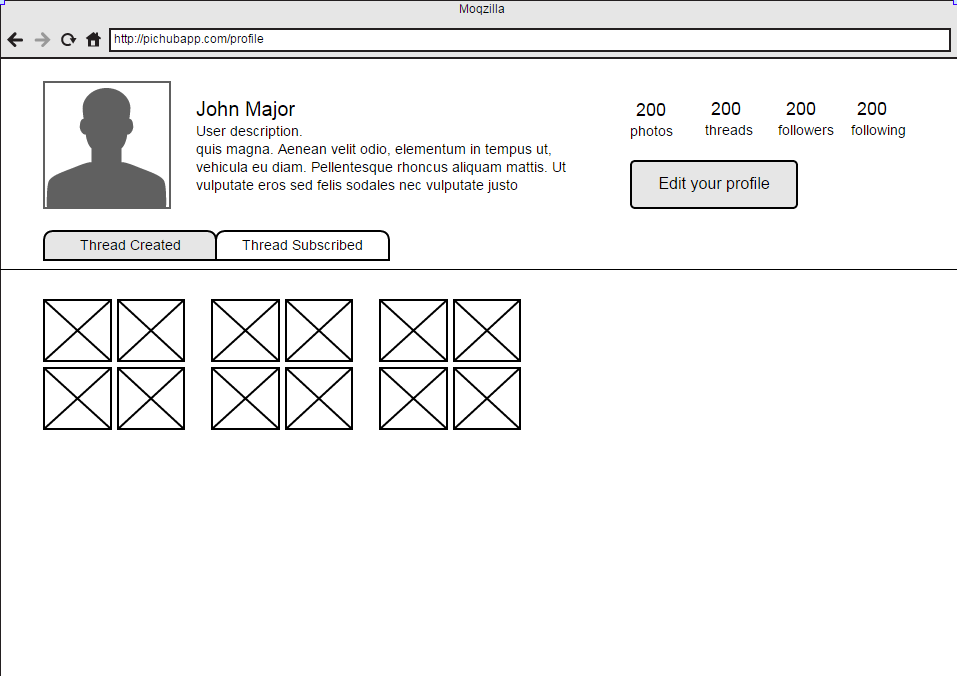 Moqzilla
http://pichubapp.com/profile
John Major
User description.
quis magna. Aenean velit odio, elementum in tempus ut,
vehicula eu diam. Pellentesque rhoncus aliquam mattis. Ut
vulputate eros sed felis sodales nec vulputate justo
200 200 200 200
photos threads followers following
Edit your profile
Thread Created Thread Subscribed